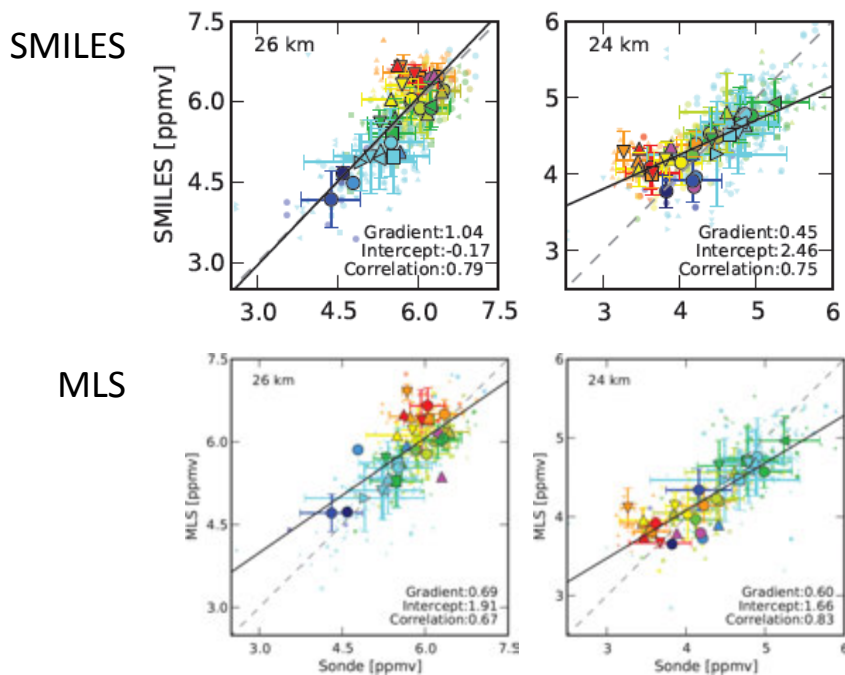 SMILES
SMILES [ppmv]
7.5
6.0
4.5
3.0
26 km
Gradient:1.04
Intercept:-0.17
Correlation:0.79
3.0 4.5 6.0 7.5
6
5
4
3
24 km
Gradient:0.45
Intercept:2.46
Correlation:0.75
3 4 5 6
MLS
MLS [ppmv]
7.5
6.0
4.5
3.0
26 km
Gradient:0.69
Intercept:1.91
Correlation:0.67
3.0 4.5 6.0 7.5
Sonde [ppmv]
MLS [ppmv]
6
5
4
3
24 km
Gradient:0.60
Intercept:1.66
Correlation:0.83
3 4 5 6
Sonde [ppmv]